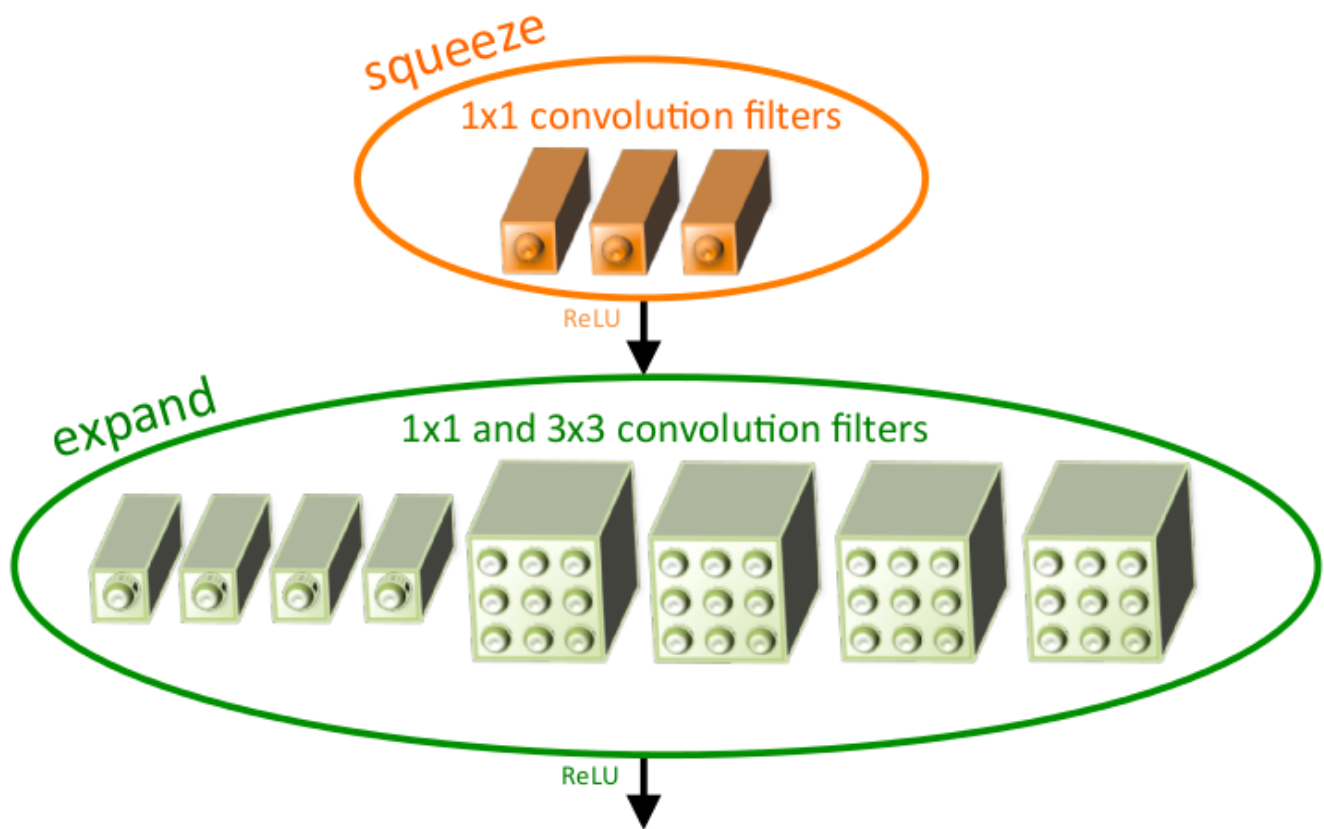 squeeze
1x1 convolution filters
ReLU
expand
1x1 and 3x3 convolution filters
ReLU